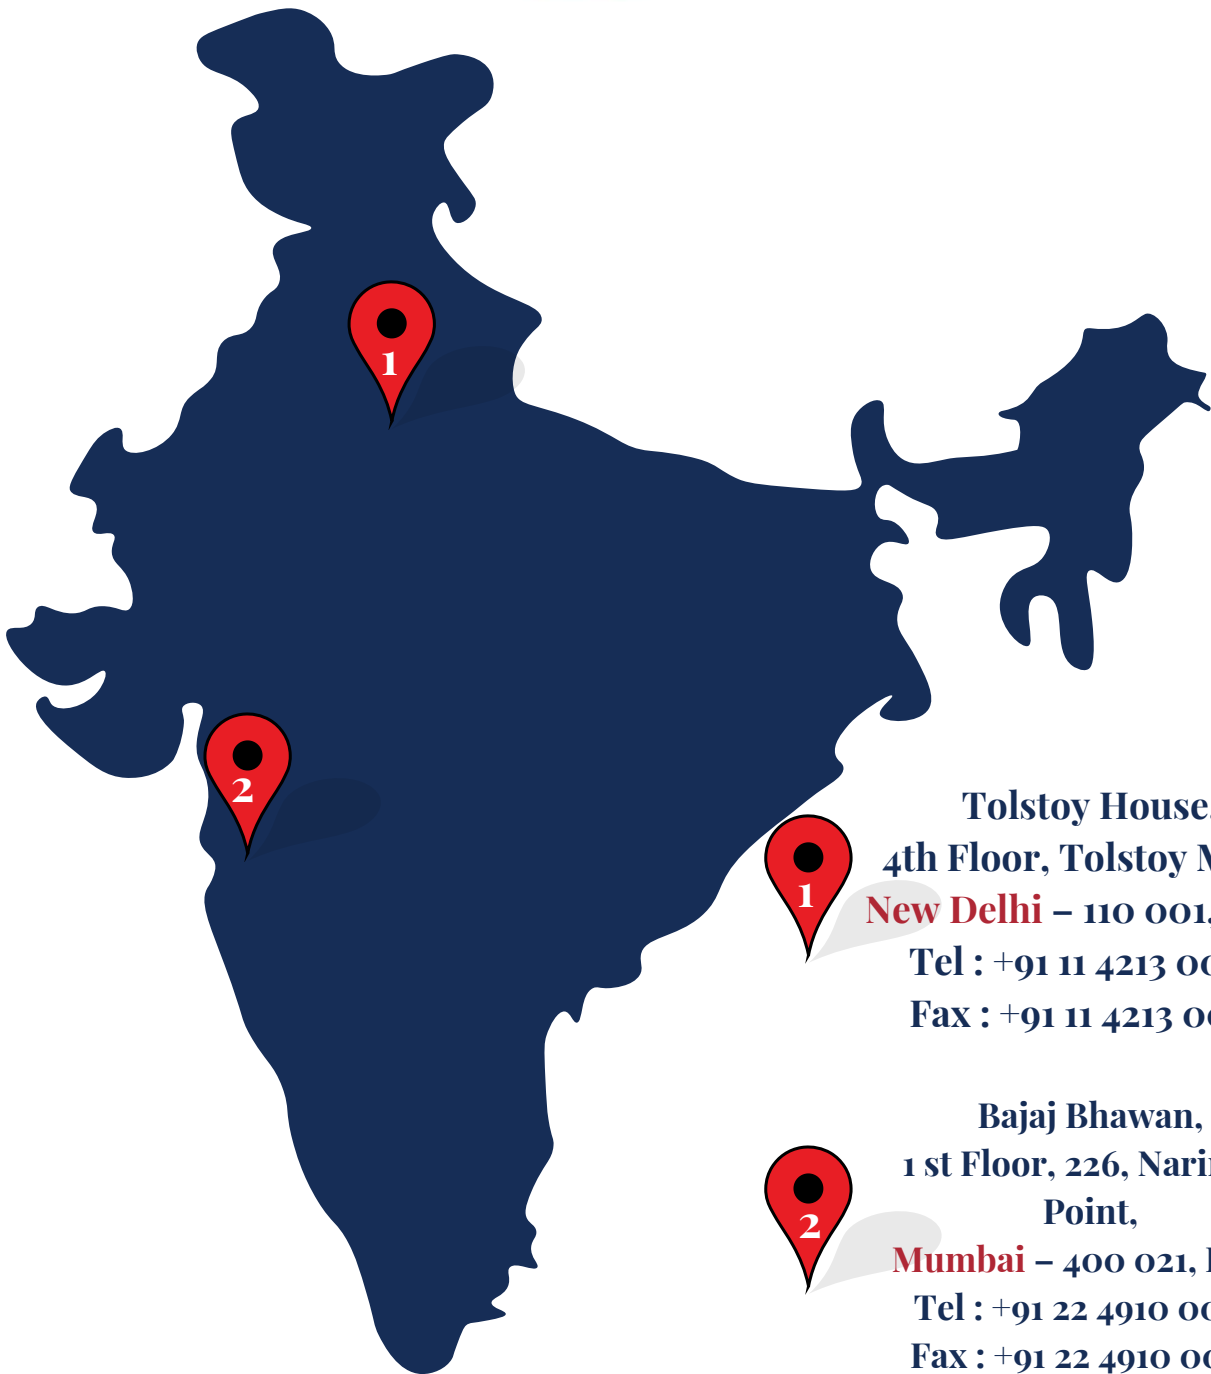 1
2
1
Tolstoy House,
4th Floor, Tolstoy
New Delhi – 110 001,
Tel : +91 11 4213
Fax : +91 11 4213
2
Bajaj Bhawan,
1 st Floor, 226,
Point,
Mumbai – 400 021,
Tel : +91 22 4910
Fax : +91 22 4910